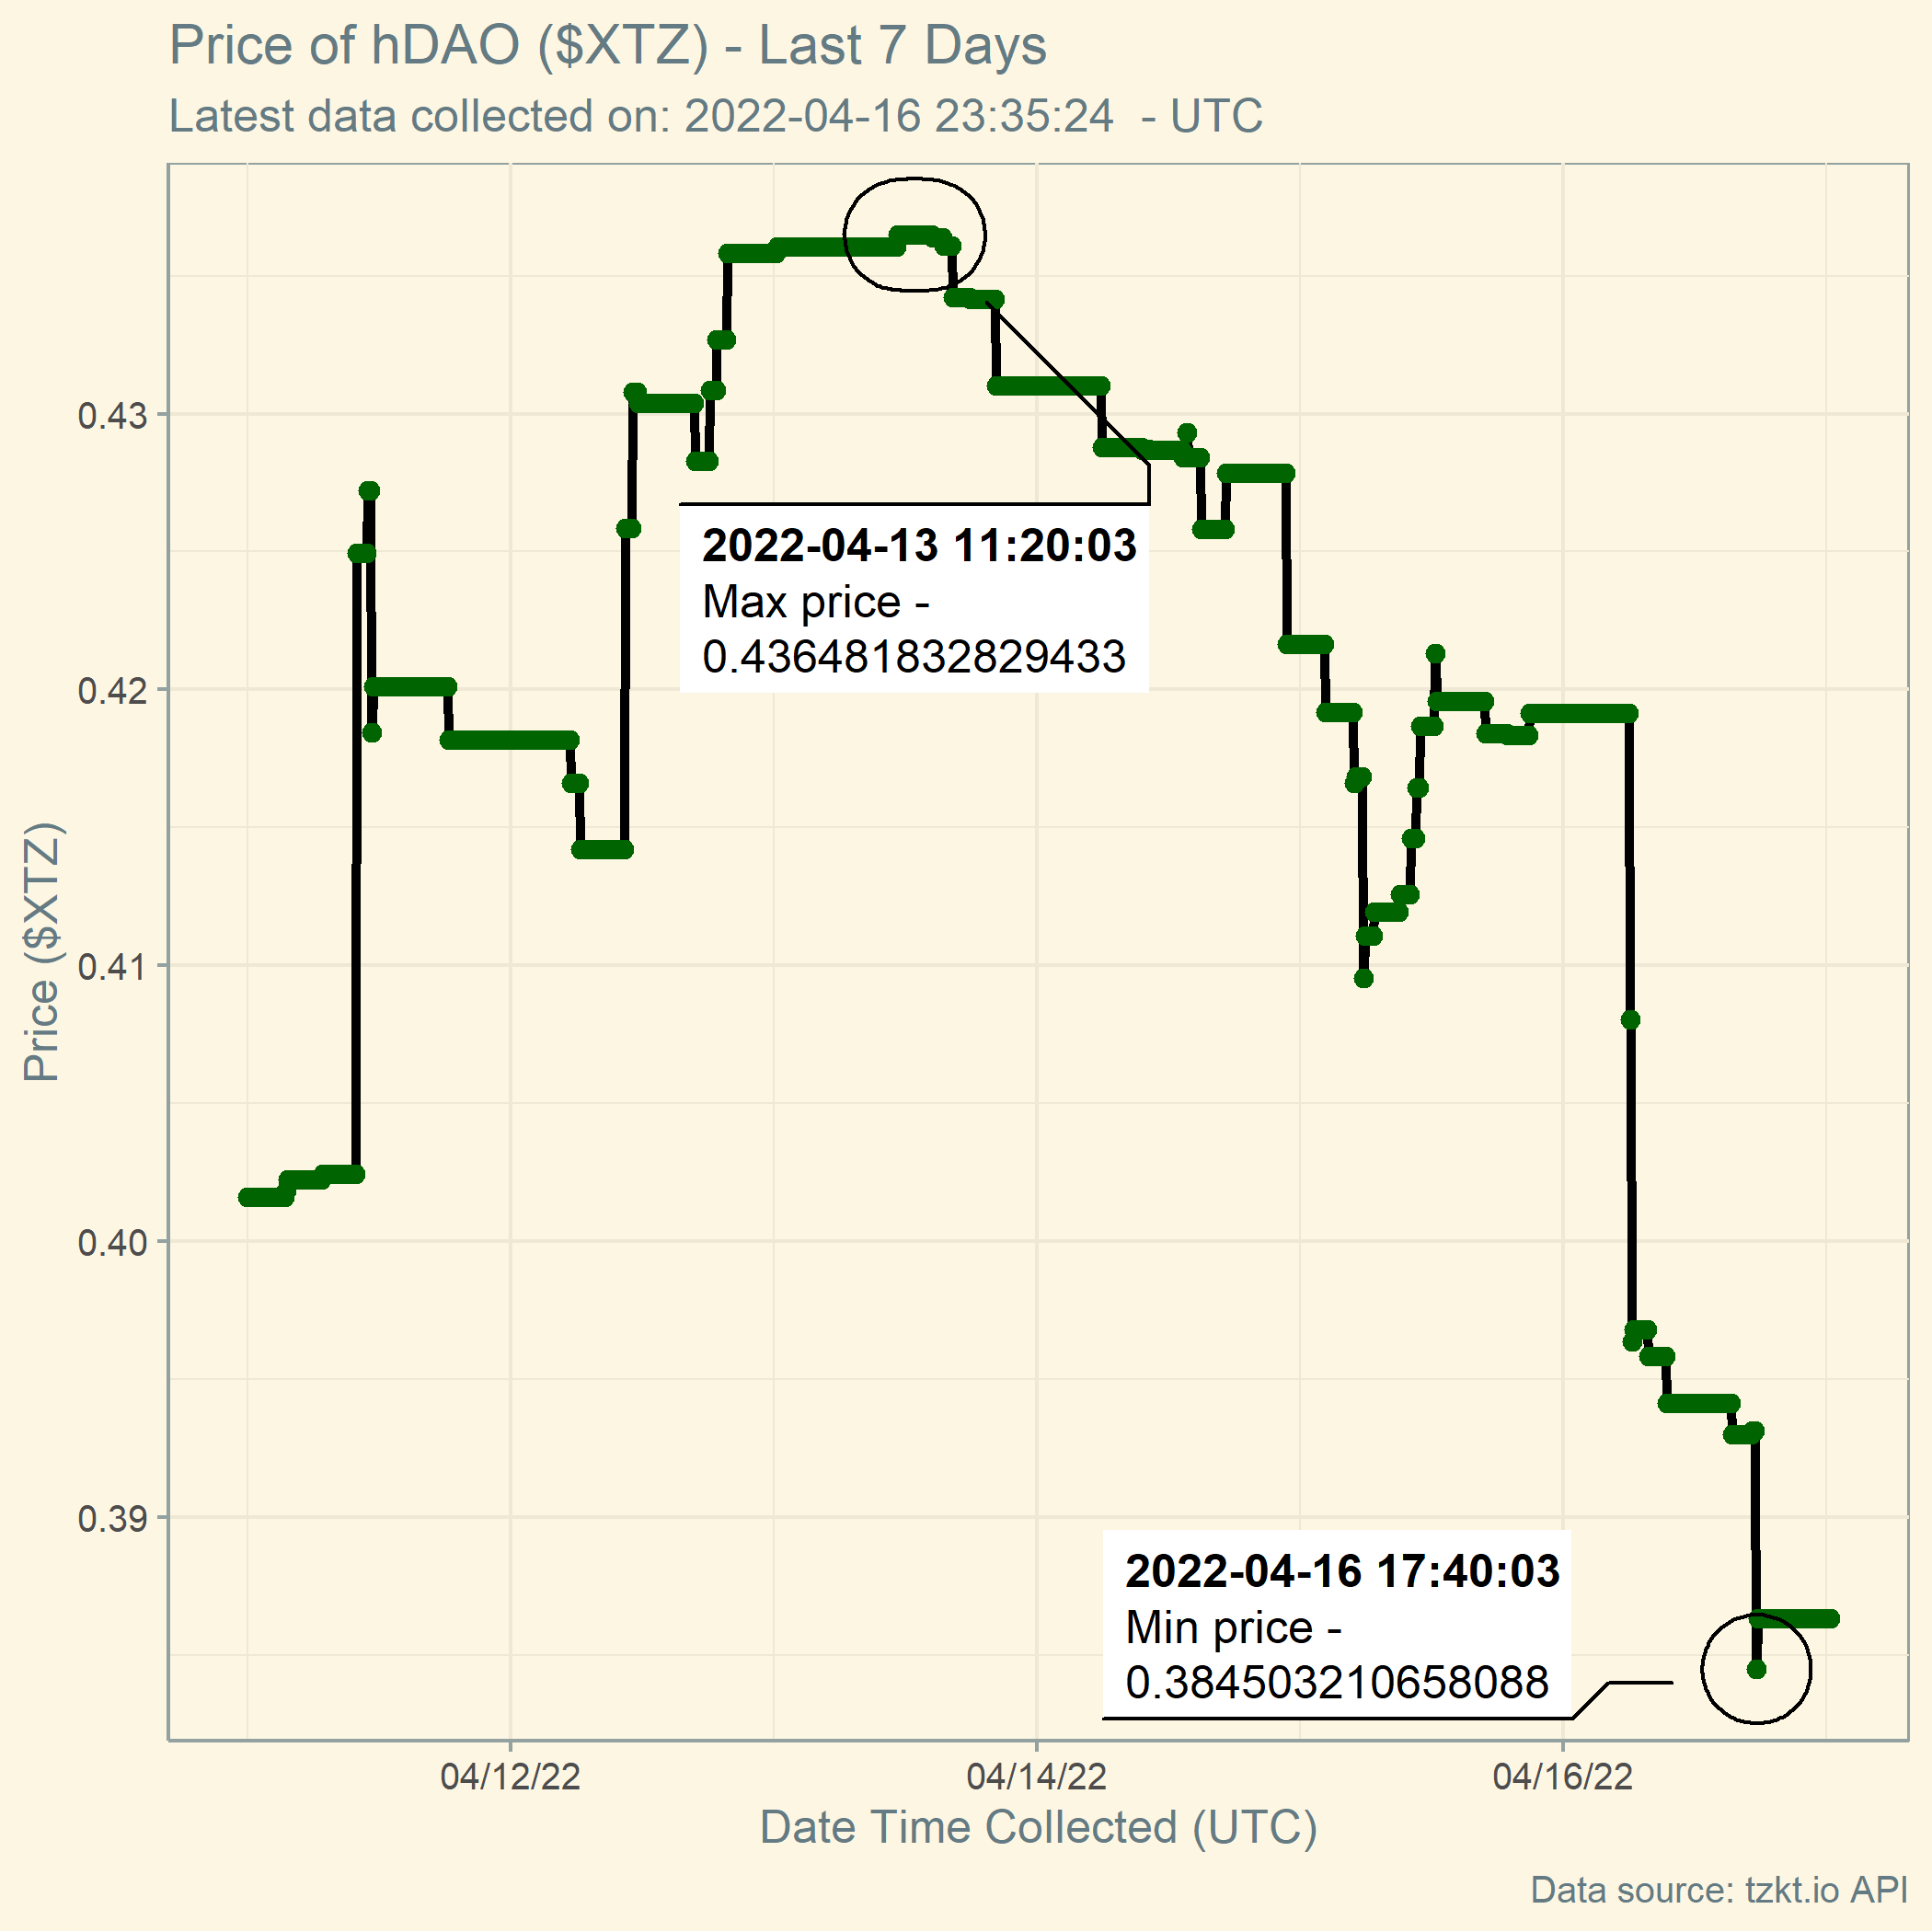 Price of hDAO ($XTZ) - Last 7 Days
Latest data collected on: 2022-04-16 23:35:24  - UTC
Price ($XTZ)
0.43
0.42
0.41
0.40
0.39
2022-04-13 11:20:03
Max price -
0.436481832829433
2022-04-16 17:40:03
Min price -
0.384503210658088
04/12/22
04/14/22
04/16/22
Date Time Collected (UTC)
Data source: tzkt.io API